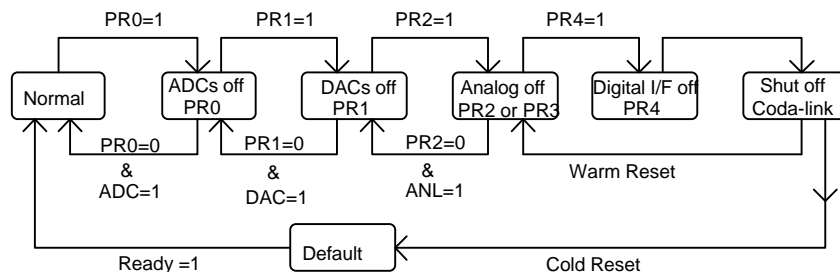 PR0=1
PR1=1
PR2=1
PR4=1
Normal
ADCs off
PR0
DACs off
PR1
Analog off
PR2 or PR3
Digital I/F off
PR4
Shut off
Coda-link
PR0=0
&
ADC=1
PR1=0
&
DAC=1
PR2=0
&
ANL=1
Warm Reset
Default
Ready =1
Cold Reset